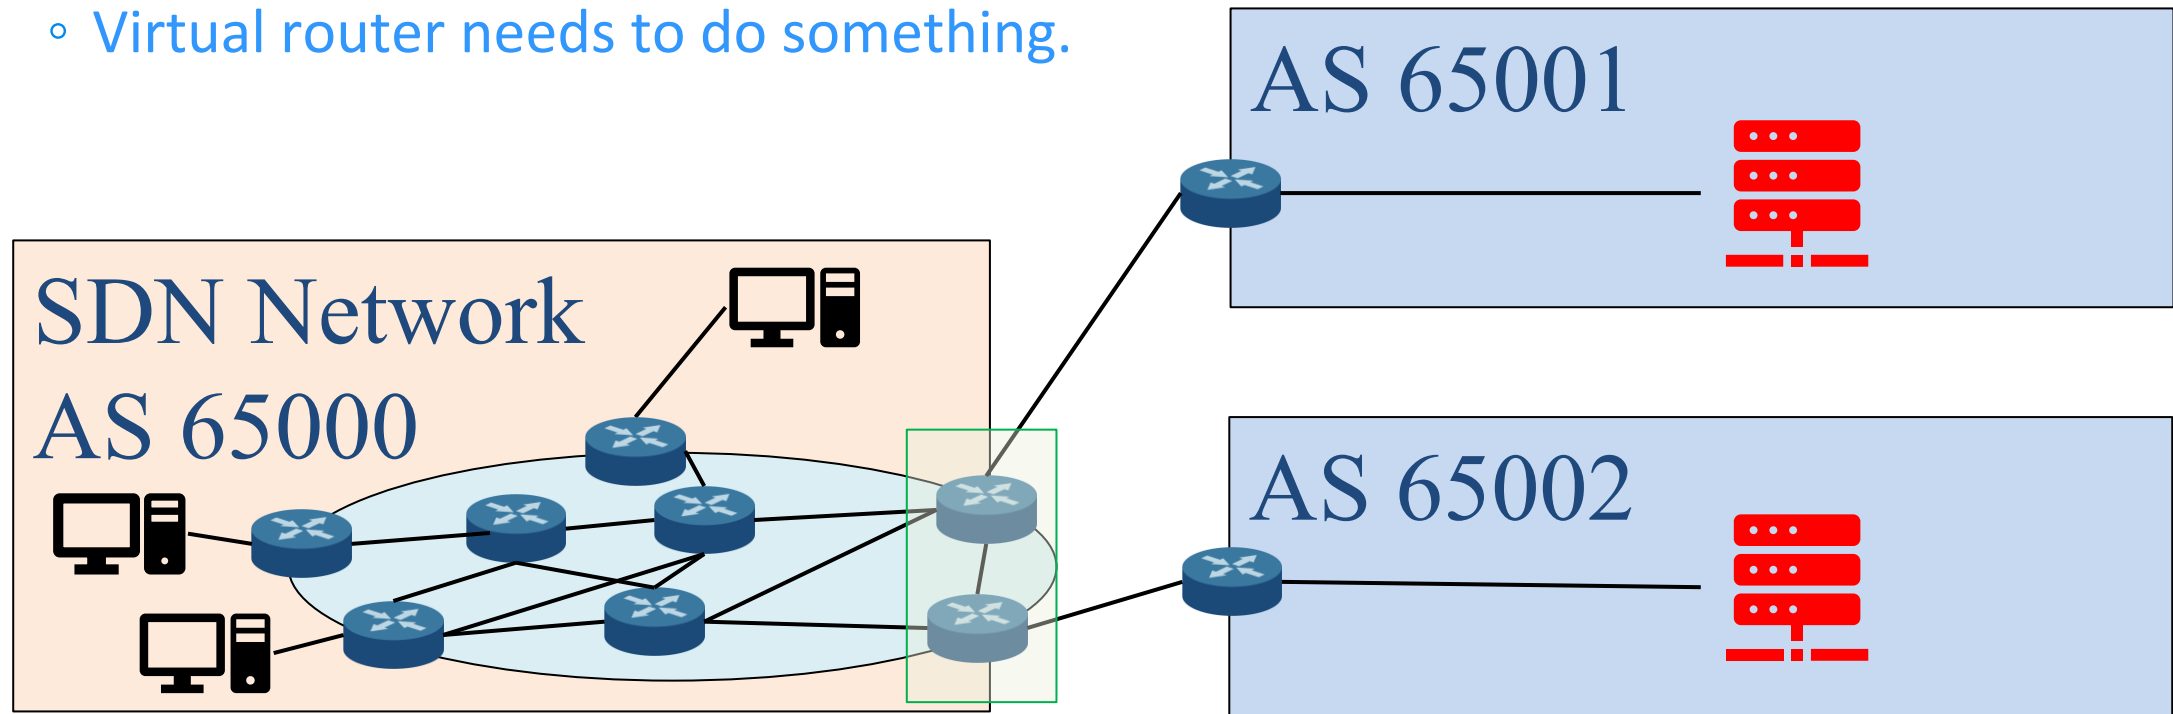 ◦ Virtual router needs to do something.
AS 65001
SDN Network
AS 65000
AS 65002